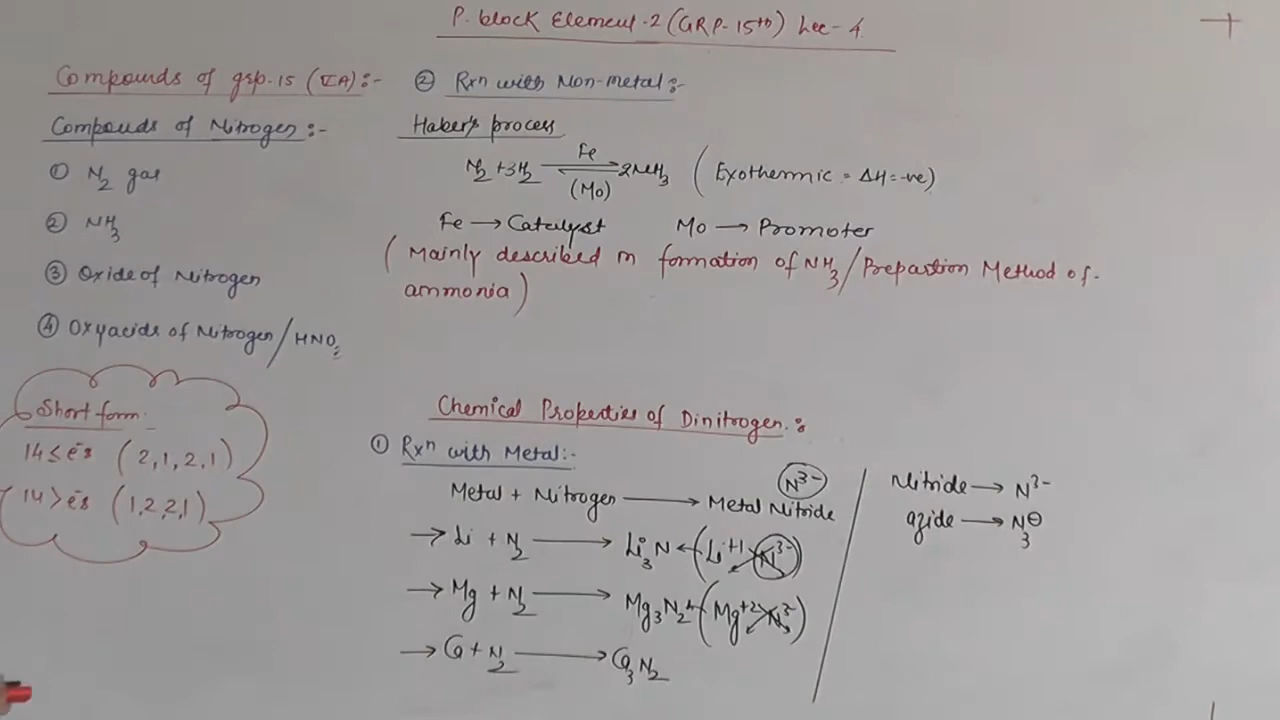 P. block Element-2 (GRP-15th) Lec-4
Compounds of grp.15 (VA):-
Compouds of Nitrogen:-
① N2 gas
② NH3
③ Oxide of Nitrogen
④ Oxyacids of Nitrogen/HNO2
Short form.
14≤e̅s (2,1,2,1)
14>e̅s (1,2,2,1)
② Rxn with Non-metal:-
Haber's process
N2+3H2 ⇌ 2NH3 (Exothermic = ΔH=-ve)
Fe
(Mo)
Fe → Catalyst Mo → Promoter
(Mainly described in formation of NH3/Prepartion Method of-
ammonia)
Chemical Properties of Dinitrogen:
① Rxn with Metal:-
N3-
Metal + Nitrogen → Metal Nitride
→ Li + N2 → Li3N ← (Li+1 N3-)
→ Mg + N2 → Mg3N2 ← (Mg+2 N3-)
→ Ca + N2 → Ca3N2
Nitride → N3-
azide → N3⊖